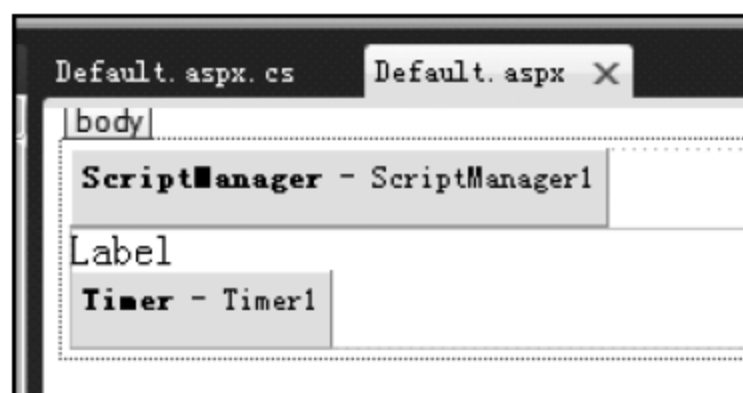 Default.aspx.cs Default.aspx
body
ScriptManager - ScriptManager1
Label
Timer - Timer1